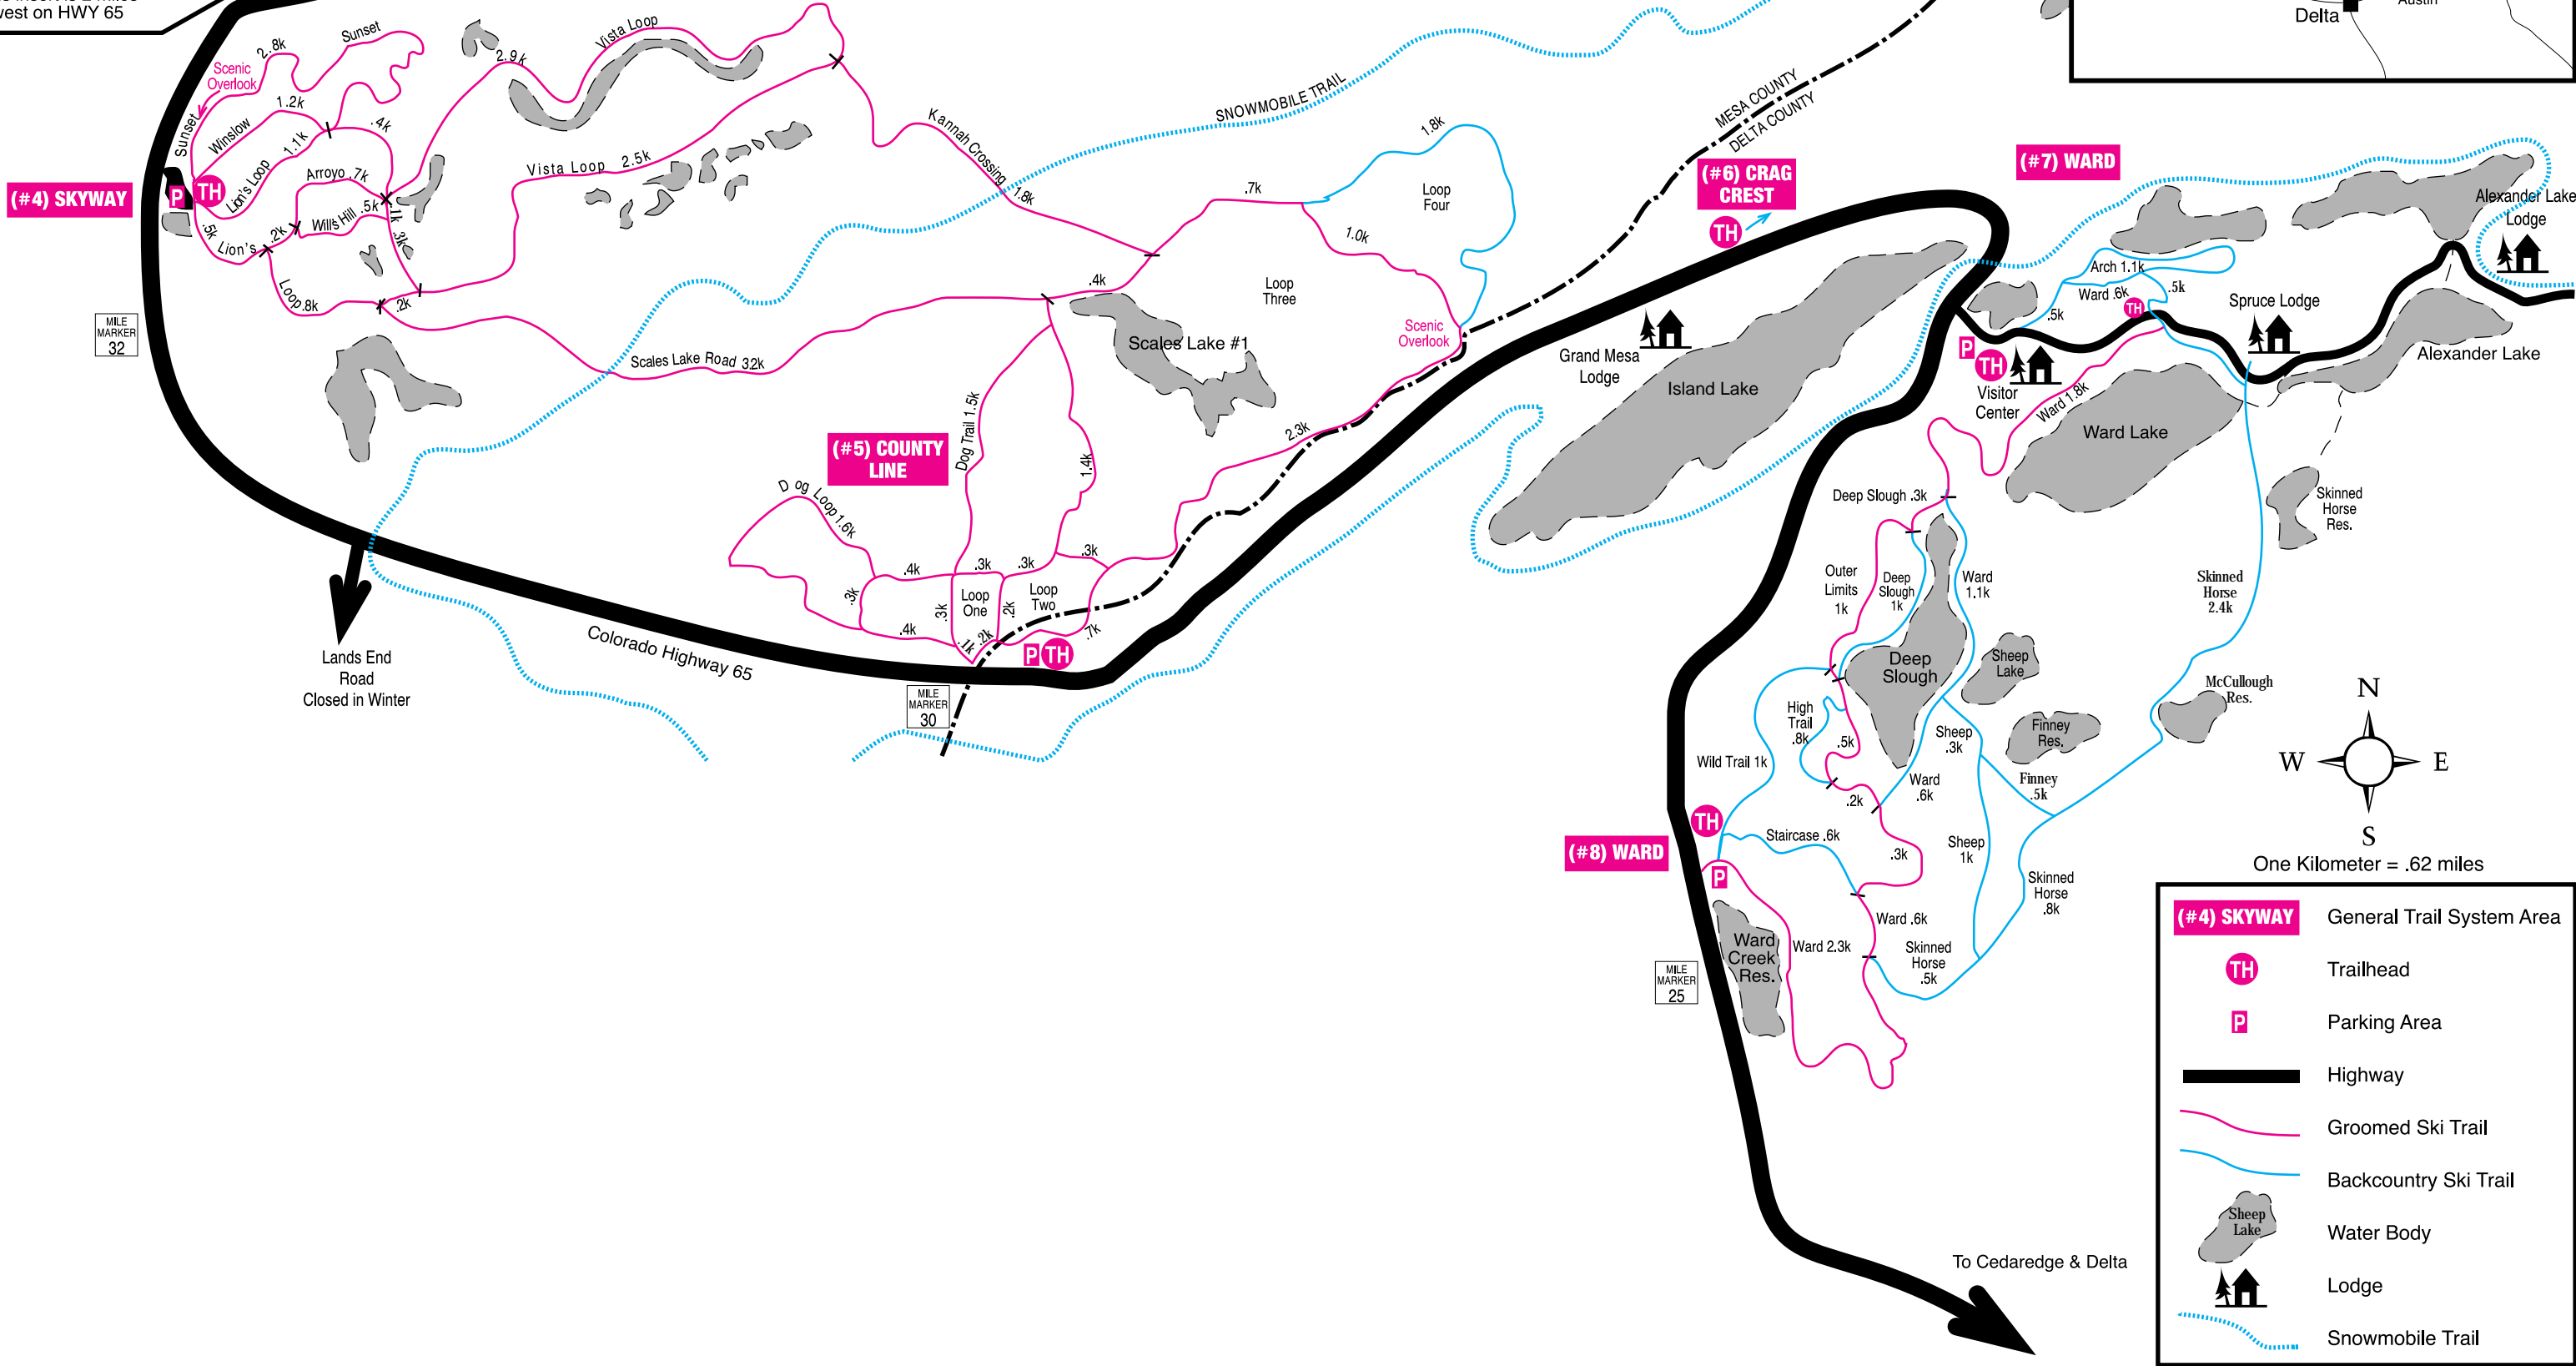 west on HWY 65
Delta
Austin
(#4) SKYWAY
P
TH
Scenic
Overlook
Sunset
2.8k
Sunset
1.2k
Winslow
1.1k
Lion's Loop
.4k
Arroyo .7k
Wills Hill .5k
.1k
.3k
.5k
Lion's
.2k
Loop .8k
.2k
2.9k
Vista Loop
Vista Loop 2.5k
Kannah Crossing
1.8k
SNOWMOBILE TRAIL
MESA COUNTY
DELTA COUNTY
MILE
MARKER
32
Scales Lake Road 3.2k
.4k
.7k
1.8k
Loop
Four
1.0k
Loop
Three
Scenic
Overlook
Scales Lake #1
(#5) COUNTY
LINE
Dog Trail 1.5k
1.4k
2.3k
Dog Loop 1.6k
.4k
.3k
.3k
.3k
.3k
Loop
One
.3k
.2k
Loop
Two
.4k
.1k
.2k
.7k
P
TH
Lands End
Road
Closed in Winter
Colorado Highway 65
MILE
MARKER
30
(#6) CRAG
CREST
TH
Grand Mesa
Lodge
Island Lake
(#7) WARD
Alexander Lake
Lodge
Arch 1.1k
Ward .6k
.5k
TH
.5k
Spruce Lodge
Alexander Lake
P
TH
Visitor
Center
Ward 1.8k
Ward Lake
Skinned
Horse
Res.
Deep Slough .3k
Outer
Limits
1k
Deep
Slough
1k
Ward
1.1k
Deep
Slough
Sheep
Lake
Skinned
Horse
2.4k
McCullough
Res.
High
Trail
.8k
.5k
Sheep
.3k
Finney
Res.
Wild Trail 1k
.2k
Ward
.6k
Finney
.5k
TH
(#8) WARD
P
Staircase .6k
.3k
Sheep
1k
Skinned
Horse
.8k
Ward
Creek
Res.
Ward 2.3k
Ward .6k
Skinned
Horse
.5k
MILE
MARKER
25
To Cedaredge & Delta
N
W
E
S
One Kilometer = .62 miles
(#4) SKYWAY General Trail System Area
TH Trailhead
P Parking Area
Highway
Groomed Ski Trail
Backcountry Ski Trail
Sheep
Lake
Water Body
Lodge
Snowmobile Trail